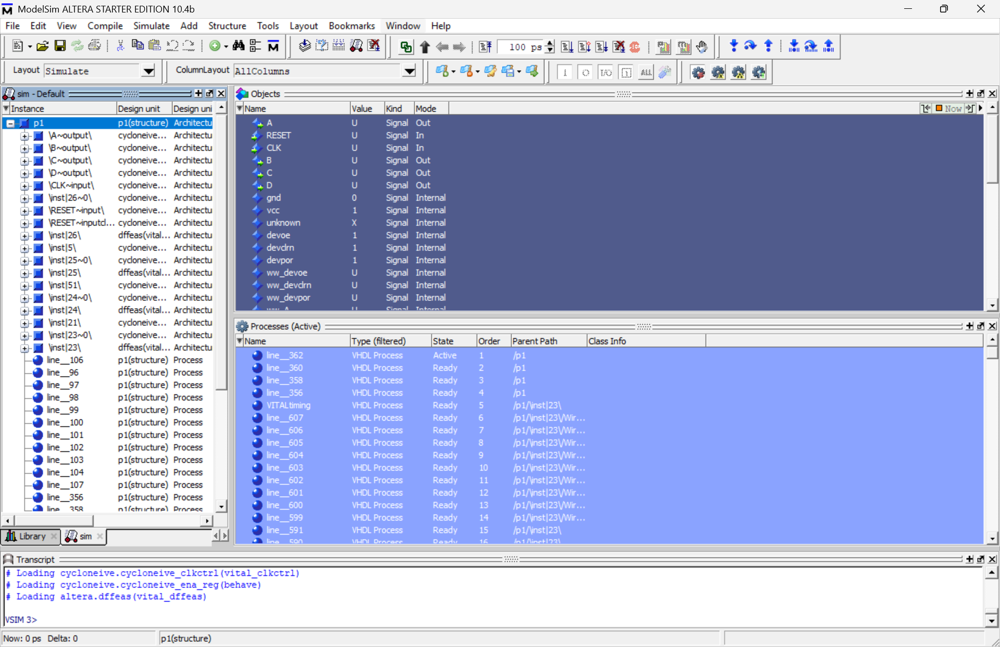 ModelSim ALTERA STARTER EDITION 10.4b
File Edit View Compile Simulate Add Structure Tools Layout Bookmarks Window Help
100 ps
Layout Simulate ColumnLayout AllColumns
ALL
sim - Default
Instance Design unit Design uni
p1 p1(structure) Architectu
\A~output\ cycloneive... Architectu
\B~output\ cycloneive... Architectu
\C~output\ cycloneive... Architectu
\D~output\ cycloneive... Architectu
\CLK~input\ cycloneive... Architectu
\inst|26~0\ cycloneive... Architectu
\RESET~input\ cycloneive... Architectu
\RESET~inputcl... cycloneive... Architectu
\inst|26\ dffeas(vital... Architectu
\inst|5\ cycloneive... Architectu
\inst|25~0\ cycloneive... Architectu
\inst|25\ dffeas(vital... Architectu
\inst|51\ cycloneive... Architectu
\inst|24~0\ cycloneive... Architectu
\inst|24\ dffeas(vital... Architectu
\inst|21\ cycloneive... Architectu
\inst|23~0\ cycloneive... Architectu
\inst|23\ dffeas(vital... Architectu
line__106 p1(structure) Process
line__96 p1(structure) Process
line__97 p1(structure) Process
line__98 p1(structure) Process
line__99 p1(structure) Process
line__100 p1(structure) Process
line__101 p1(structure) Process
line__102 p1(structure) Process
line__103 p1(structure) Process
line__104 p1(structure) Process
line__107 p1(structure) Process
line__356 p1(structure) Process
line__358 p1(structure) Process
Library sim
Objects
Name Value Kind Mode Now
A U Signal Out
RESET U Signal In
CLK U Signal In
B U Signal Out
C U Signal Out
D U Signal Out
gnd 0 Signal Internal
vcc 1 Signal Internal
unknown X Signal Internal
devoe 1 Signal Internal
devclrn 1 Signal Internal
devpor 1 Signal Internal
ww_devoe U Signal Internal
ww_devclrn U Signal Internal
ww_devpor U Signal Internal
ww_A U Signal Internal
Processes (Active)
Name Type (filtered) State Order Parent Path Class Info
line__362 VHDL Process Active 1 /p1
line__360 VHDL Process Ready 2 /p1
line__358 VHDL Process Ready 3 /p1
line__356 VHDL Process Ready 4 /p1
VITALtiming VHDL Process Ready 5 /p1/\inst|23\
line__607 VHDL Process Ready 6 /p1/\inst|23\/Wir...
line__606 VHDL Process Ready 7 /p1/\inst|23\/Wir...
line__605 VHDL Process Ready 8 /p1/\inst|23\/Wir...
line__604 VHDL Process Ready 9 /p1/\inst|23\/Wir...
line__603 VHDL Process Ready 10 /p1/\inst|23\/Wir...
line__602 VHDL Process Ready 11 /p1/\inst|23\/Wir...
line__601 VHDL Process Ready 12 /p1/\inst|23\/Wir...
line__600 VHDL Process Ready 13 /p1/\inst|23\/Wir...
line__599 VHDL Process Ready 14 /p1/\inst|23\/Wir...
line__591 VHDL Process Ready 15 /p1/\inst|23\
line__590 VHDL Process Ready 16 /p1/\inst|23\
Transcript
# Loading cycloneive.cycloneive_clkctrl(vital_clkctrl)
# Loading cycloneive.cycloneive_ena_reg(behave)
# Loading altera.dffeas(vital_dffeas)
VSIM 3>
Now: 0 ps Delta: 0 p1(structure)